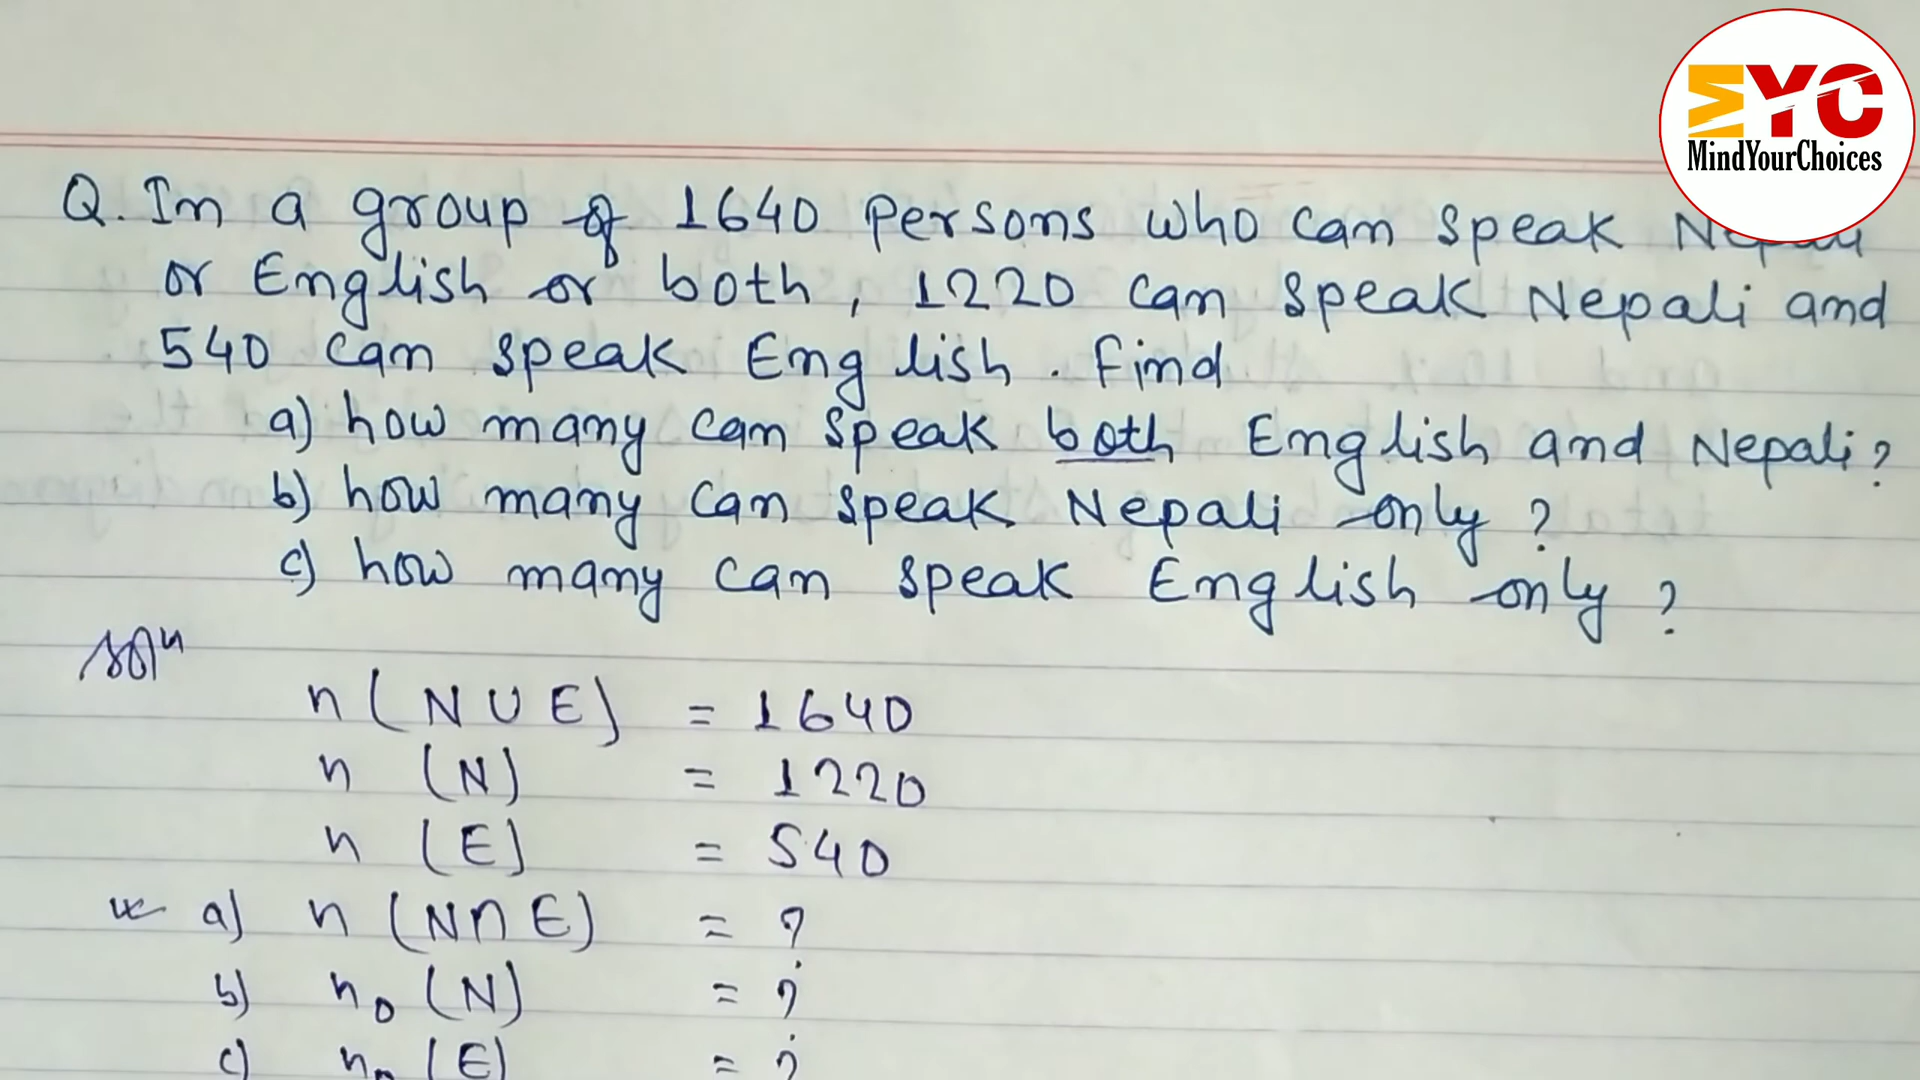 MYC
MindYourChoices
Q. In a group of 1640 persons who can speak Nepali
or English or both, 1220 can speak Nepali and
540 can speak English. Find
a) how many can speak both English and Nepali?
b) how many can speak Nepali only?
c) how many can speak English only?
Solⁿ
n (N U E) = 1640
n (N) = 1220
n (E) = 540
a) n (N ∩ E) = ?
b) n₀ (N) = ?
c) n₀ (E) = ?